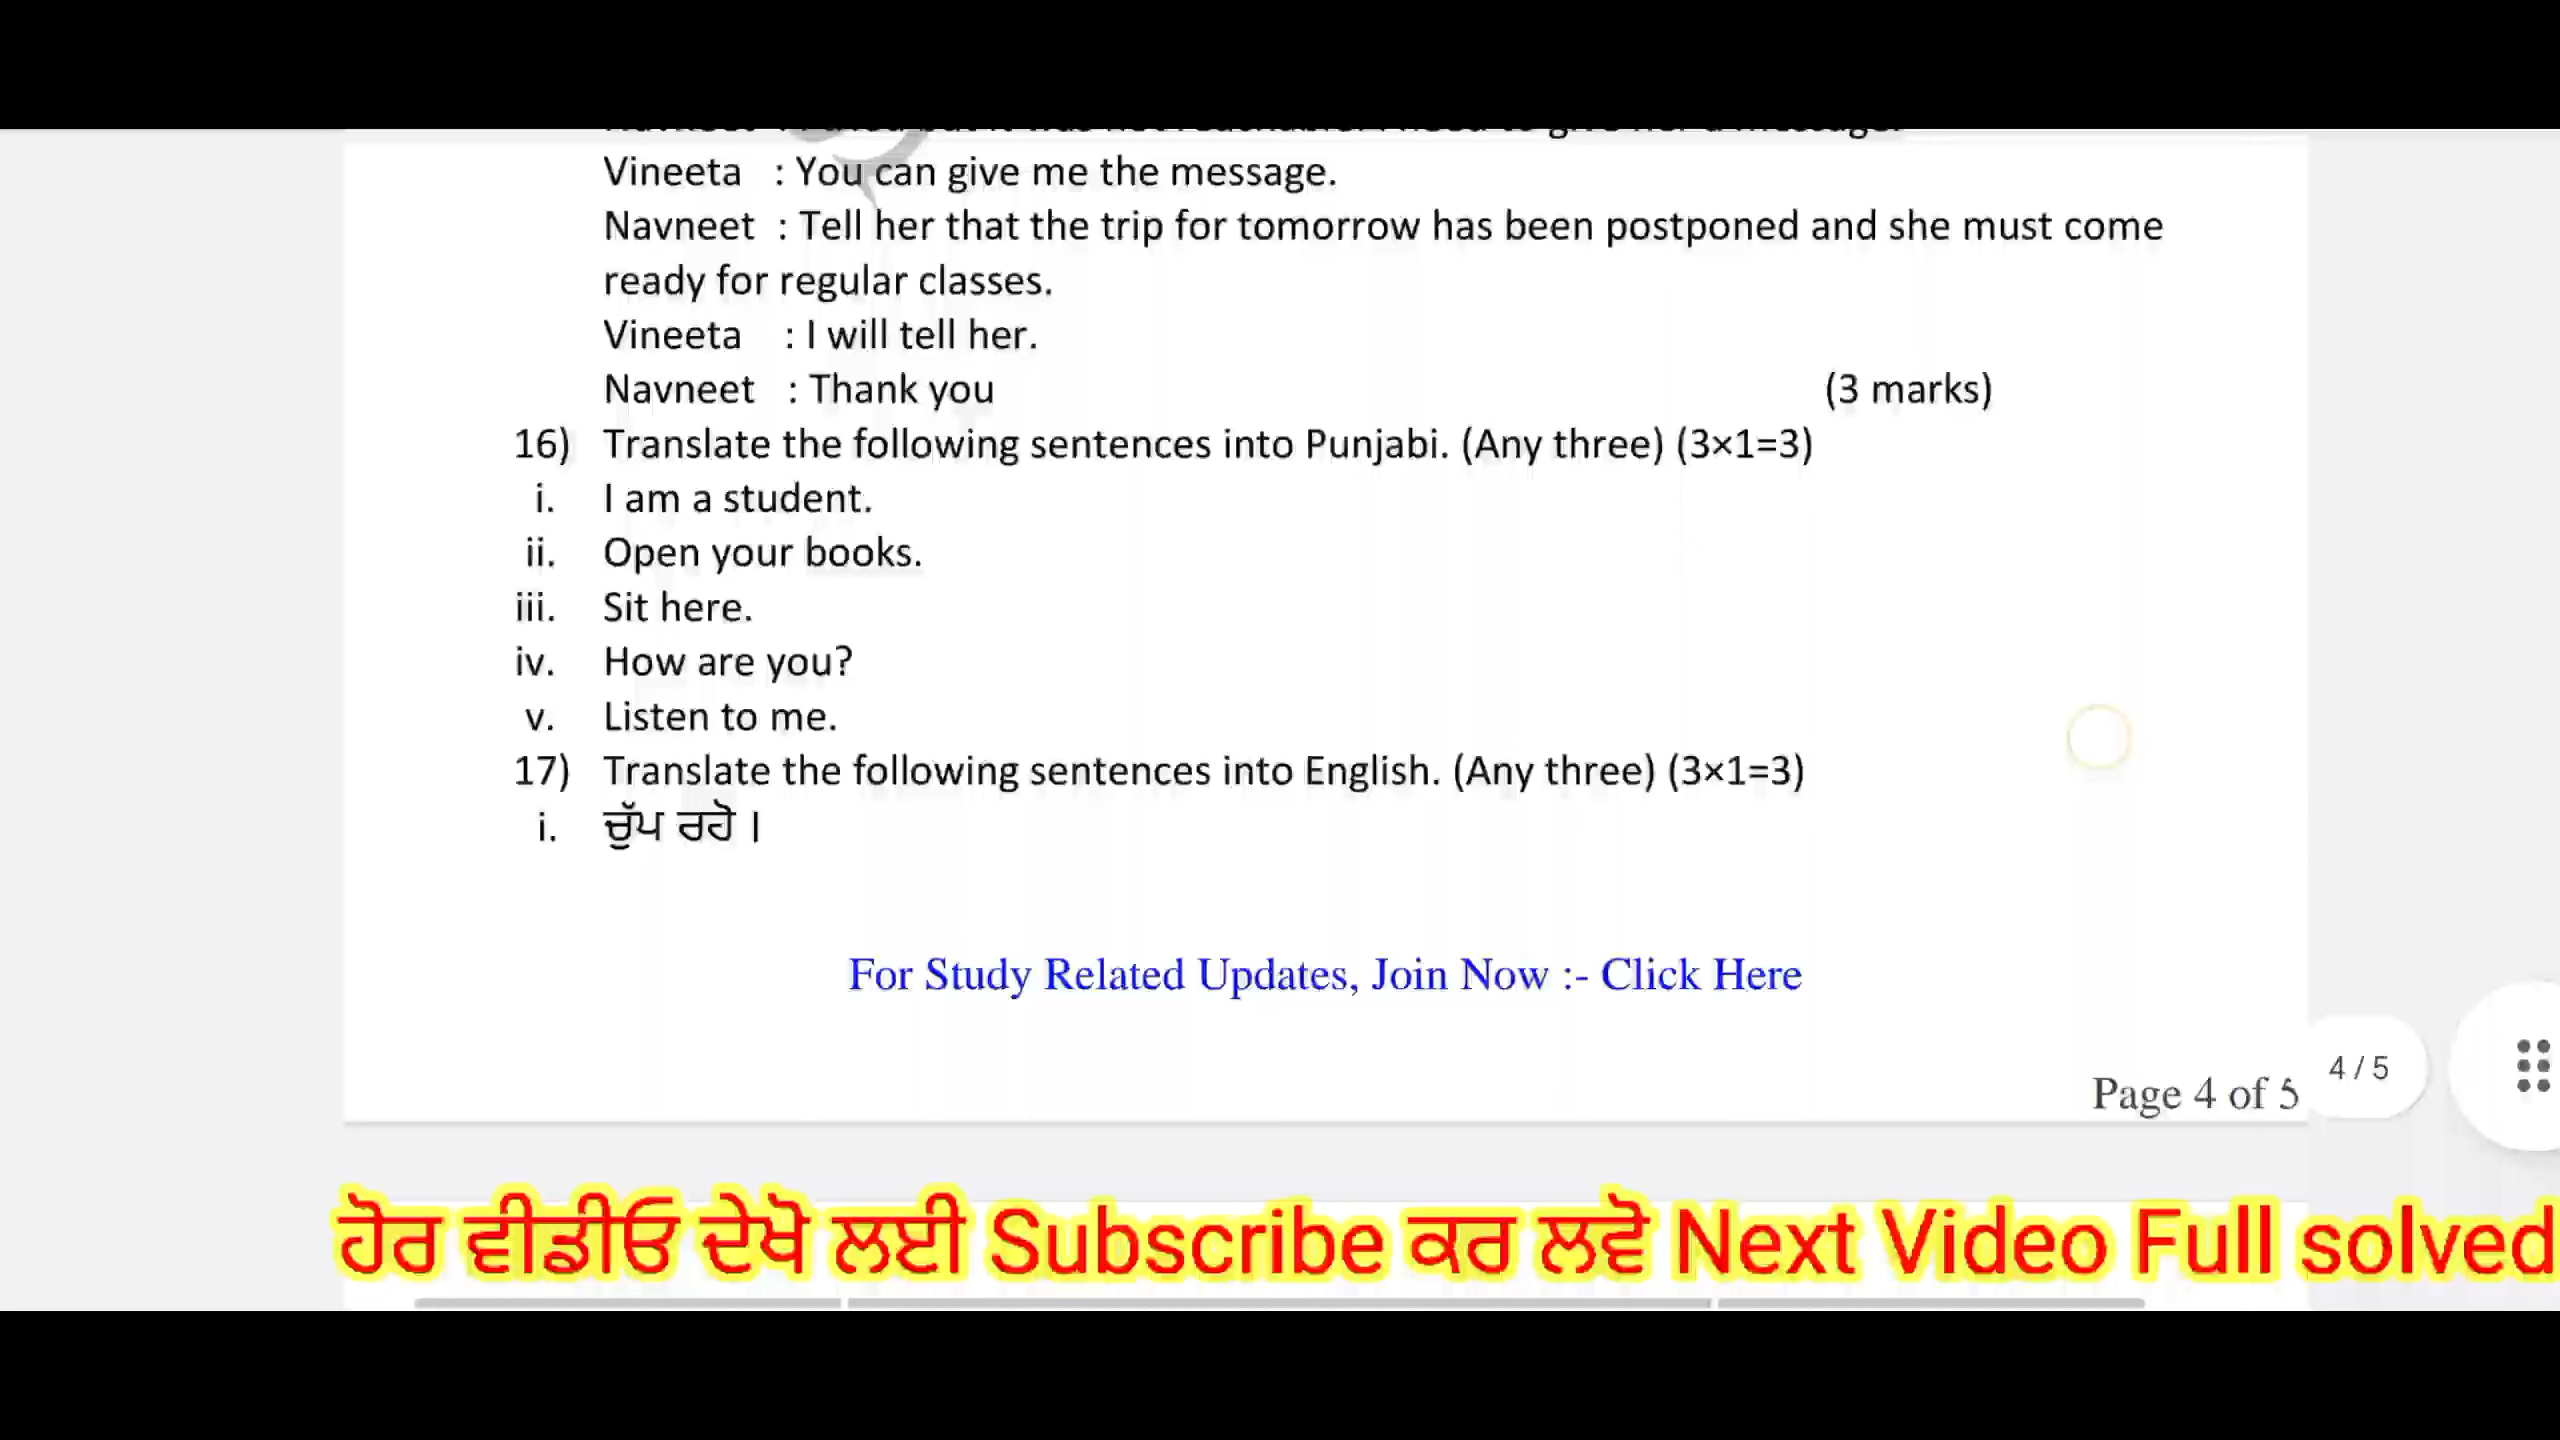 Vineeta : You can give me the message.
Navneet : Tell her that the trip for tomorrow has been postponed and she must come
ready for regular classes.
Vineeta : I will tell her.
Navneet : Thank you (3 marks)
16) Translate the following sentences into Punjabi. (Any three) (3×1=3)
i. I am a student.
ii. Open your books.
iii. Sit here.
iv. How are you?
v. Listen to me.
17) Translate the following sentences into English. (Any three) (3×1=3)
i. ਚੁੱਪ ਰਹੋ ।
For Study Related Updates, Join Now :- Click Here
4 / 5
Page 4 of 5
ਹੋਰ ਵੀਡੀਓ ਦੇਖੋ ਲਈ Subscribe ਕਰ ਲਵੋ Next Video Full solved